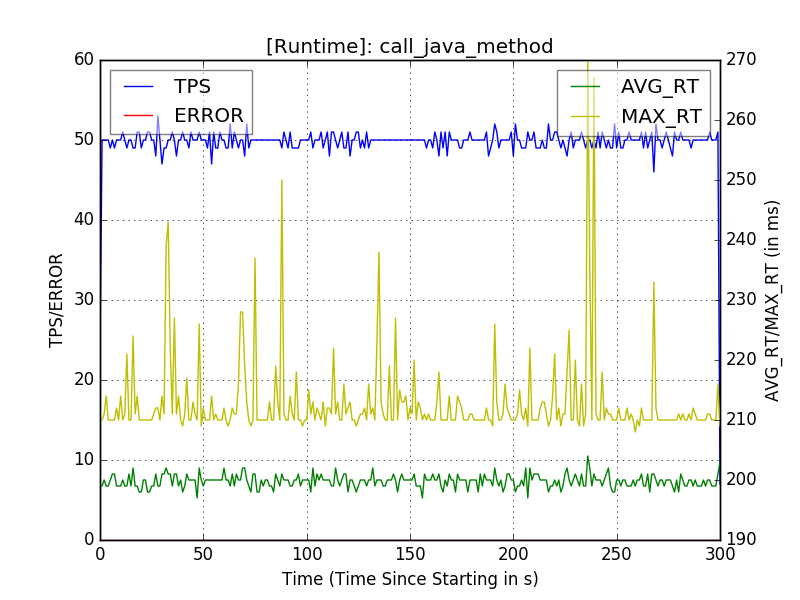 [Runtime]: call_java_method
TPS
ERROR
AVG_RT
MAX_RT
60
50
40
30
20
10
0
270
260
250
240
230
220
210
200
190
TPS/ERROR
AVG_RT/MAX_RT (in ms)
0 50 100 150 200 250 300
Time (Time Since Starting in s)